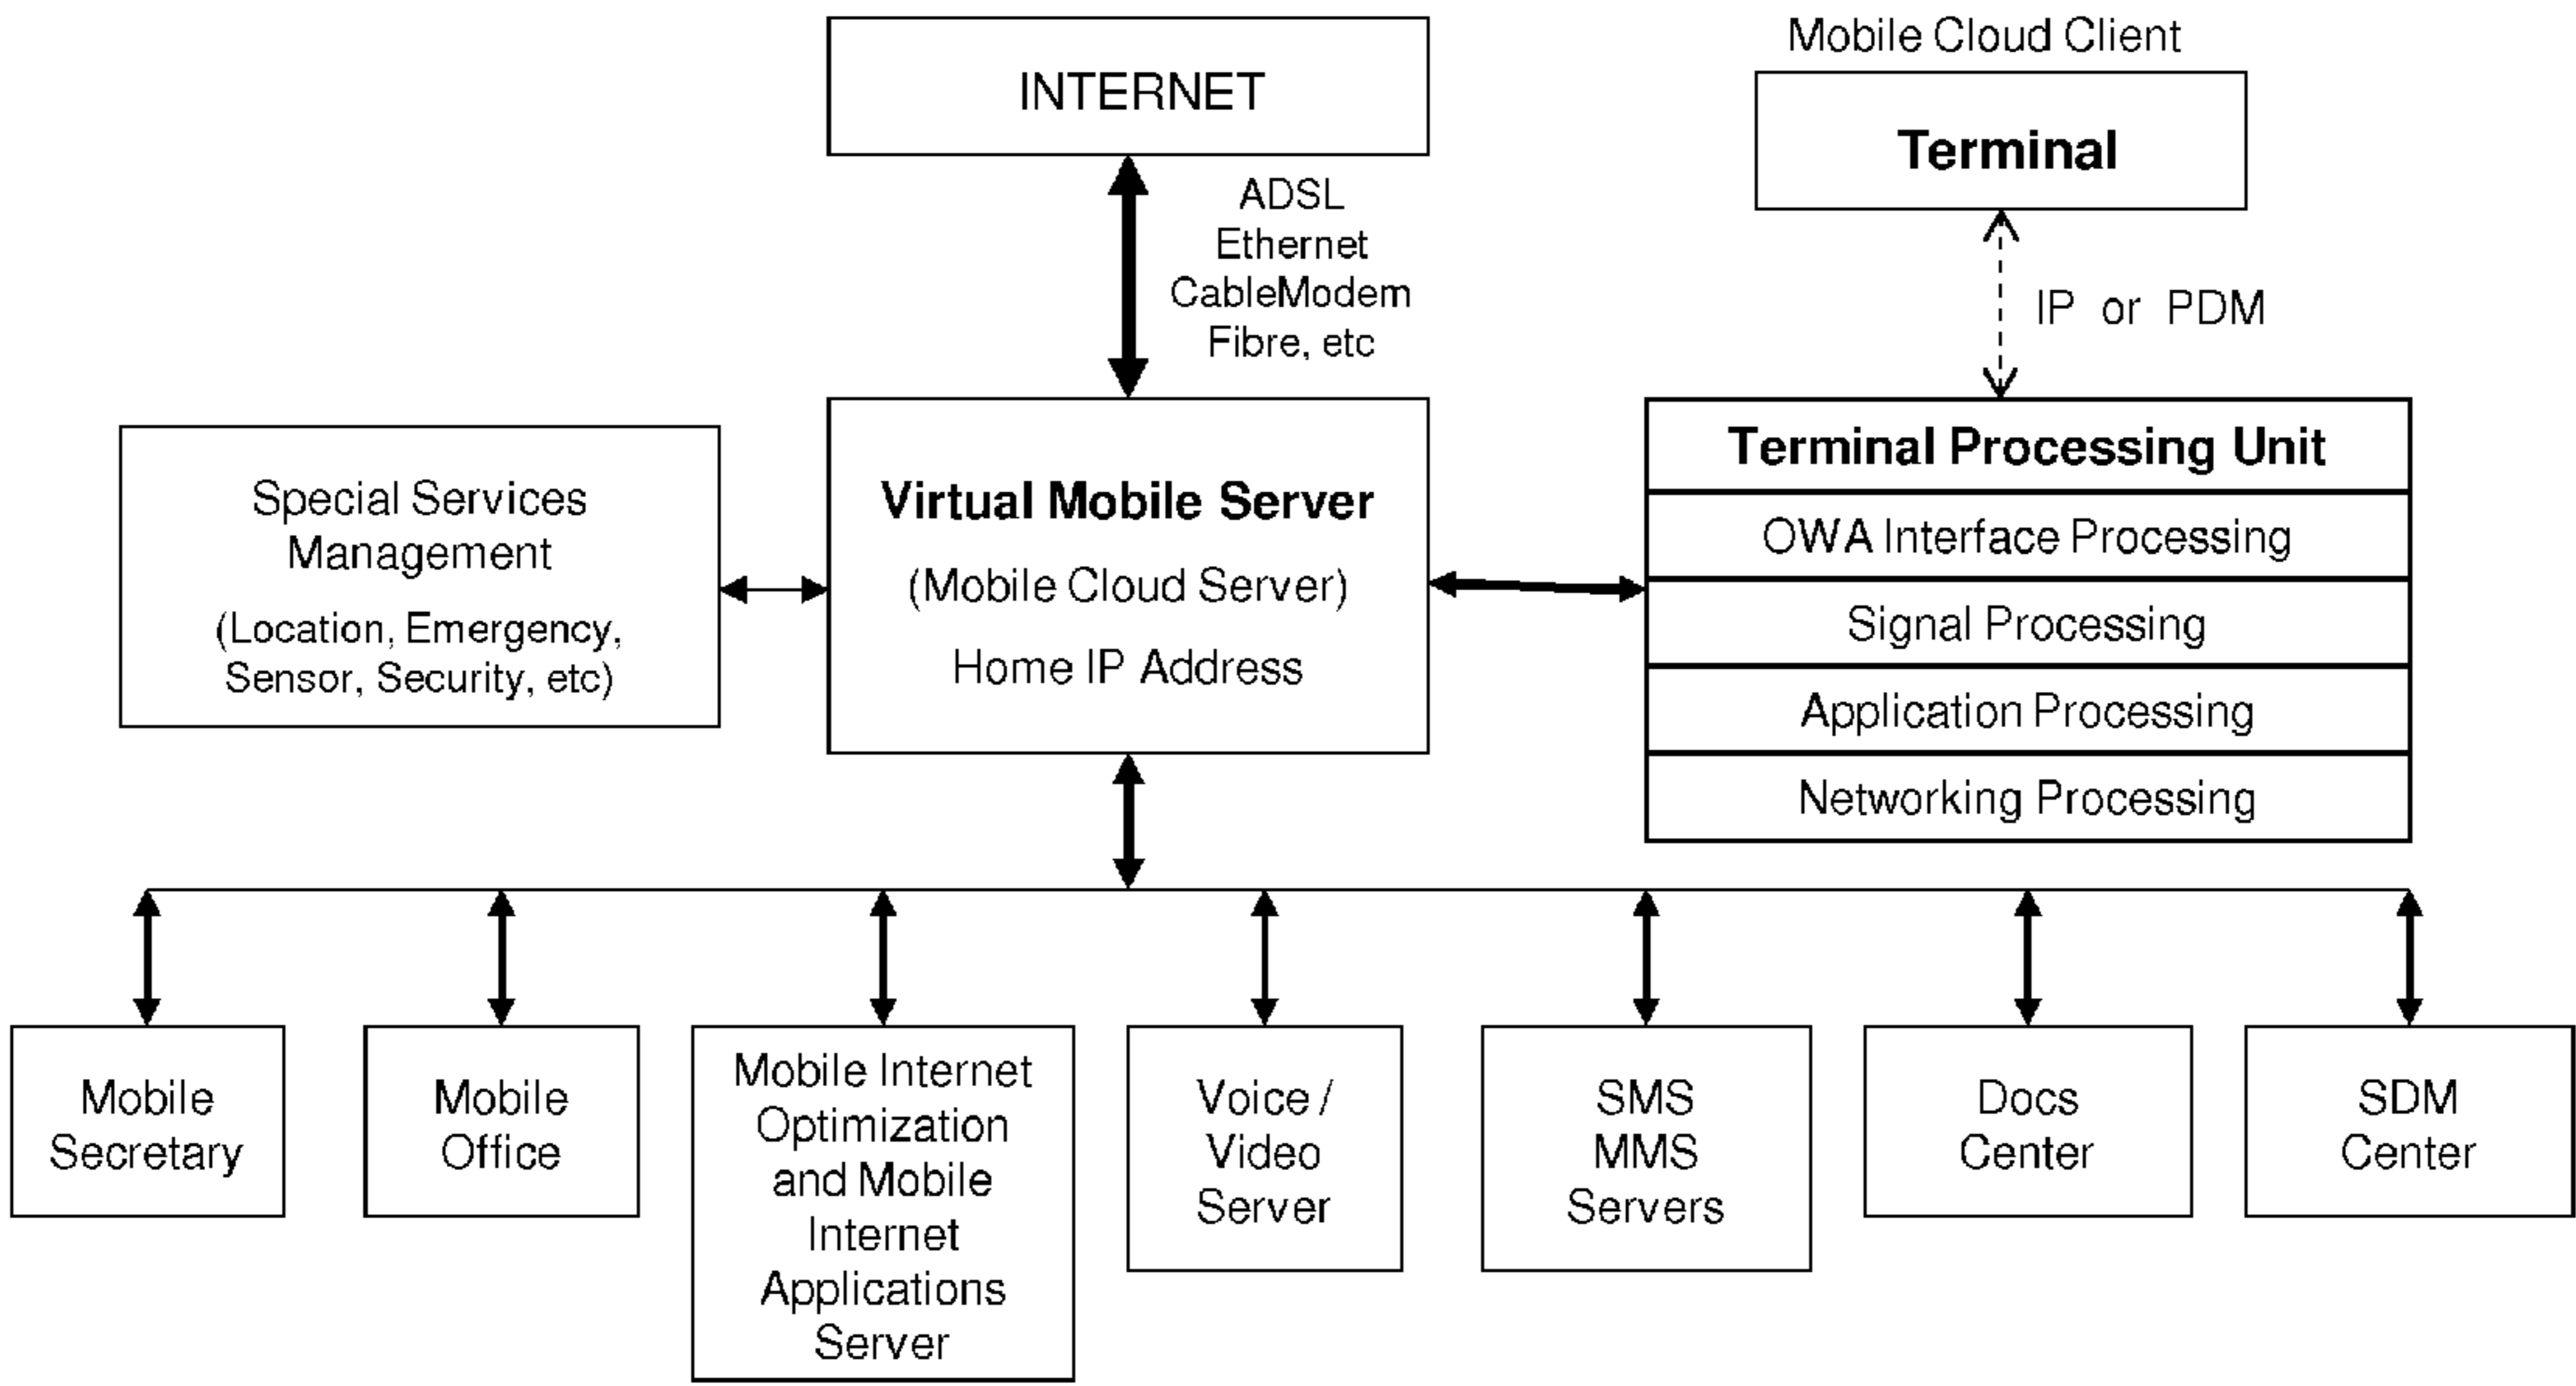 INTERNET
Mobile Cloud Client
Terminal
ADSL
Ethernet
CableModem
Fibre, etc
IP or PDM
Special Services
Management
(Location, Emergency,
Sensor, Security, etc)
Virtual Mobile Server
(Mobile Cloud Server)
Home IP Address
Terminal Processing Unit
OWA Interface Processing
Signal Processing
Application Processing
Networking Processing
Mobile
Secretary
Mobile
Office
Mobile Internet
Optimization
and Mobile
Internet
Applications
Server
Voice /
Video
Server
SMS
MMS
Servers
Docs
Center
SDM
Center